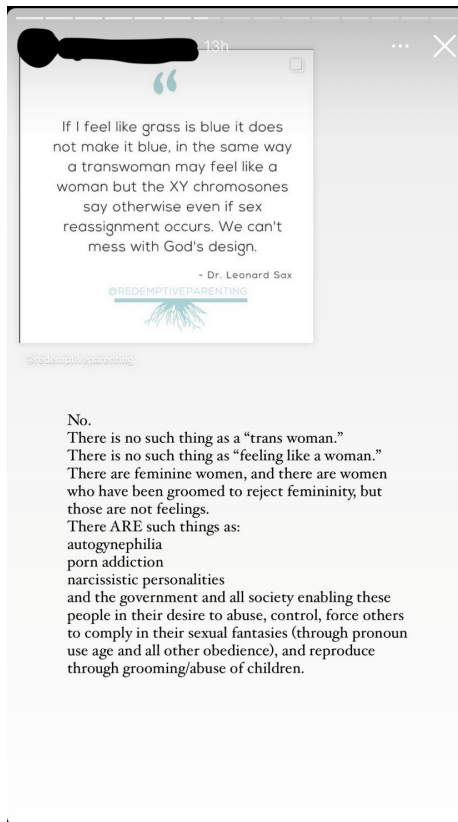 13h
“
If I feel like grass is blue it does
not make it blue, in the same way
a transwoman may feel like a
woman but the XY chromosones
say otherwise even if sex
reassignment occurs. We can't
mess with God's design.
- Dr. Leonard Sax
@REDEMPTIVEPARENTING
@redemptiveparenting
No.
There is no such thing as a “trans woman.”
There is no such thing as “feeling like a woman.”
There are feminine women, and there are women
who have been groomed to reject femininity, but
those are not feelings.
There ARE such things as:
autogynephilia
porn addiction
narcissistic personalities
and the government and all society enabling these
people in their desire to abuse, control, force others
to comply in their sexual fantasies (through pronoun
use age and all other obedience), and reproduce
through grooming/abuse of children.